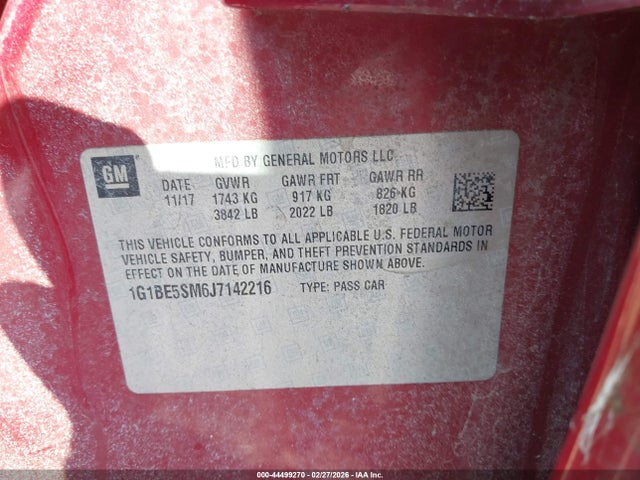 GM
MFD BY GENERAL MOTORS LLC
DATE GVWR GAWR FRT GAWR RR
11/17 1743 KG 917 KG 826 KG
3842 LB 2022 LB 1820 LB
THIS VEHICLE CONFORMS TO ALL APPLICABLE U.S. FEDERAL MOTOR
VEHICLE SAFETY, BUMPER, AND THEFT PREVENTION STANDARDS IN
EFFECT ON THE DATE OF MANUFACTURE SHOWN ABOVE.
1G1BE5SM6J7142216 TYPE: PASS CAR
000-44499270 - 02/27/2026 - IAA Corp.